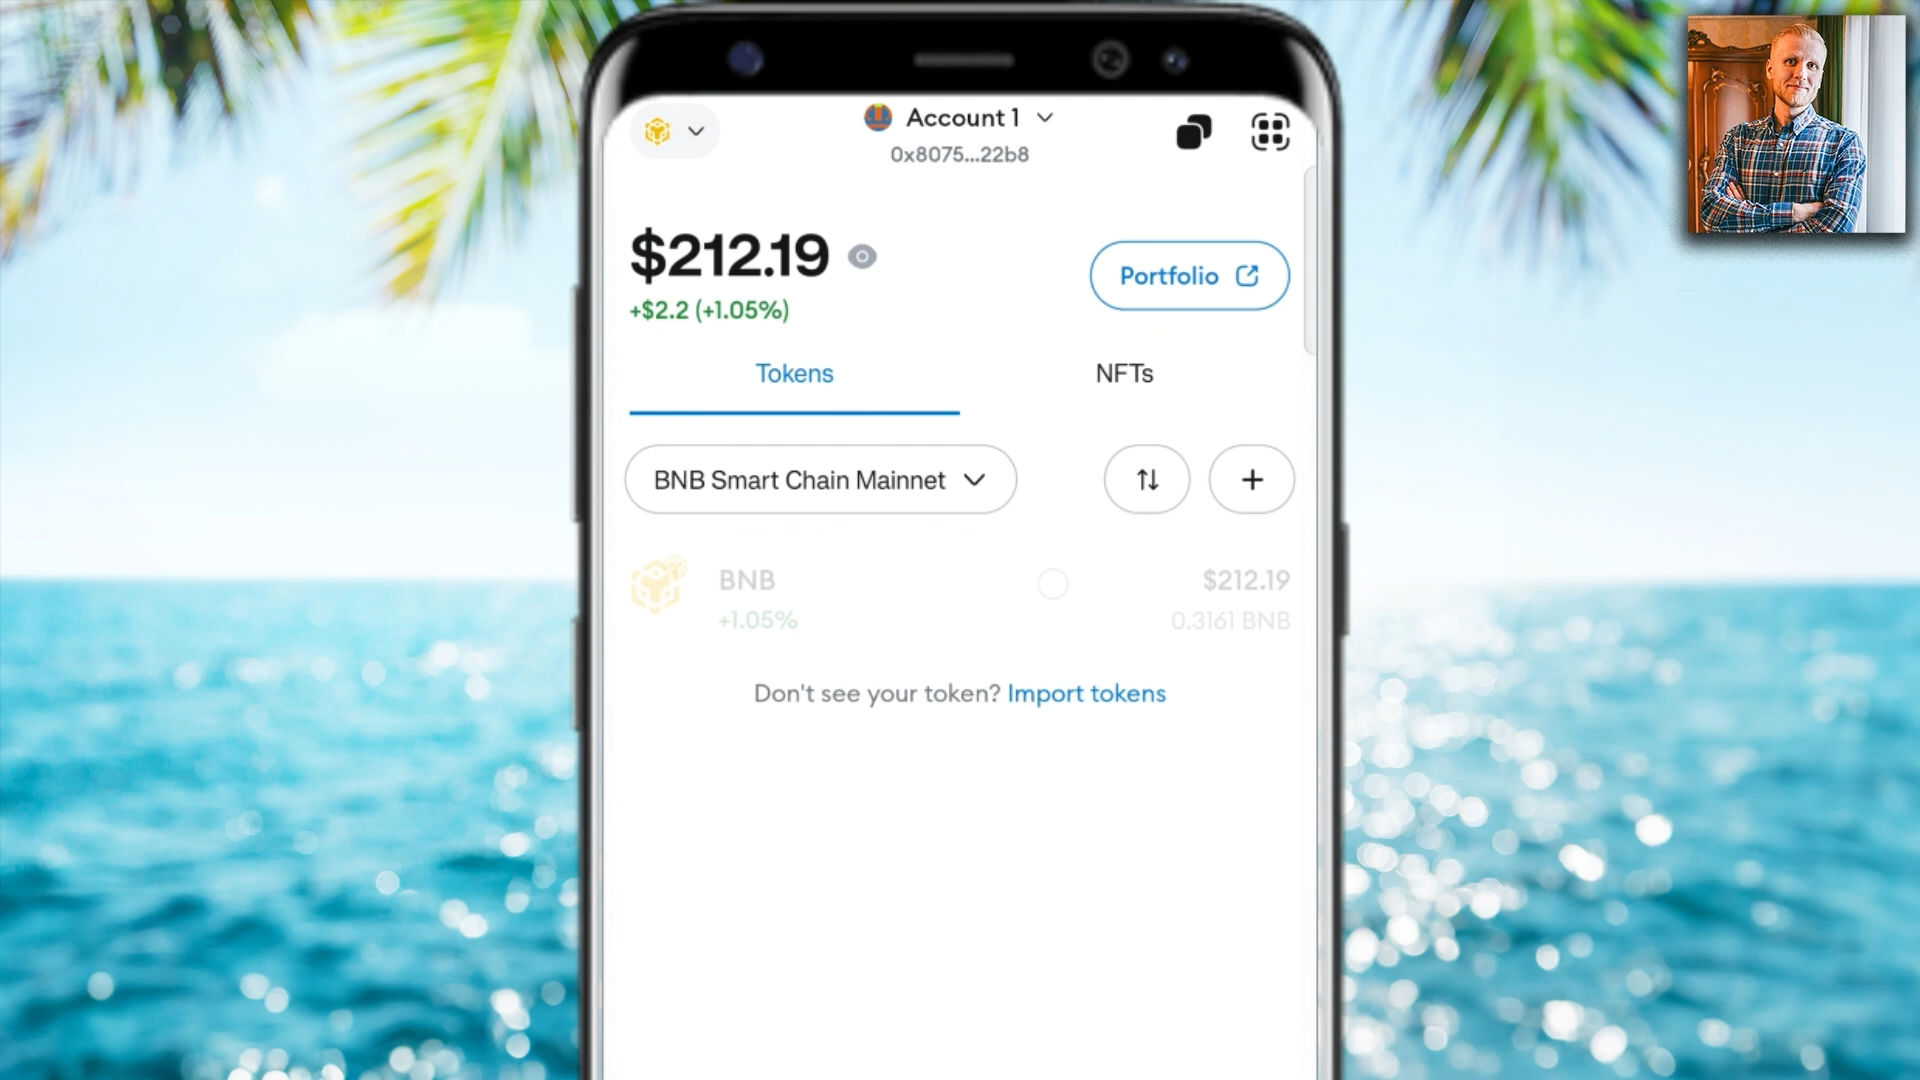 Account 1
0x8075...22b8
$212.19
+$2.2 (+1.05%)
Portfolio
Tokens
NFTs
BNB Smart Chain Mainnet
BNB
$212.19
+1.05%
0.3161 BNB
Don't see your token? Import tokens